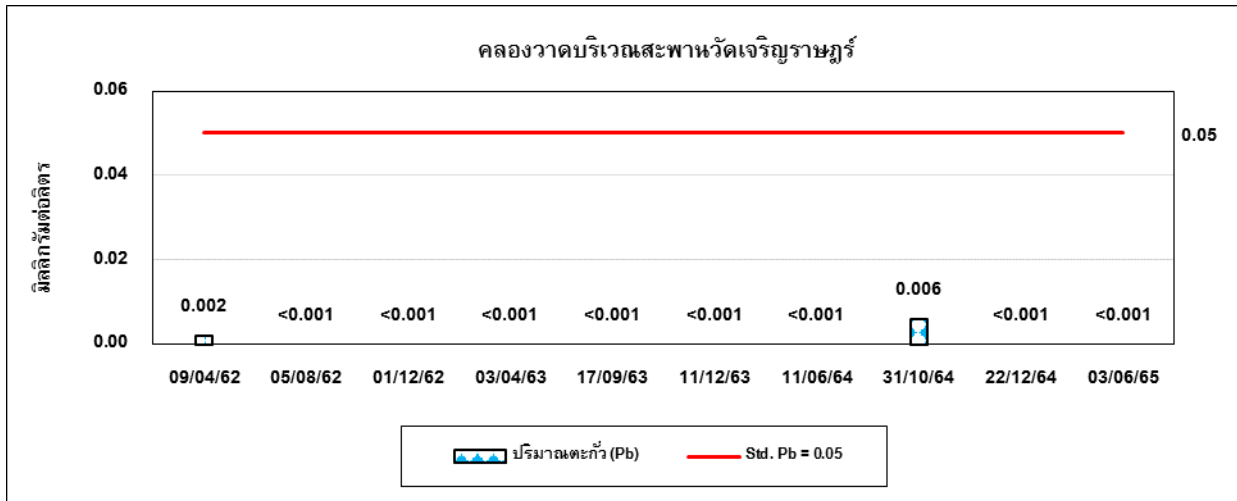 คลองวาดบริเวณสะพานวัดเจริญราษฎร์
0.06
0.05
0.04
มิลลิกรัมต่อลิตร
0.02
0.002 <0.001 <0.001 <0.001 <0.001 <0.001 <0.001 0.006 <0.001 <0.001
0.00
09/04/62 05/08/62 01/12/62 03/04/63 17/09/63 11/12/63 11/06/64 31/10/64 22/12/64 03/06/65
ปริมาณตะกั่ว (Pb) Std. Pb = 0.05